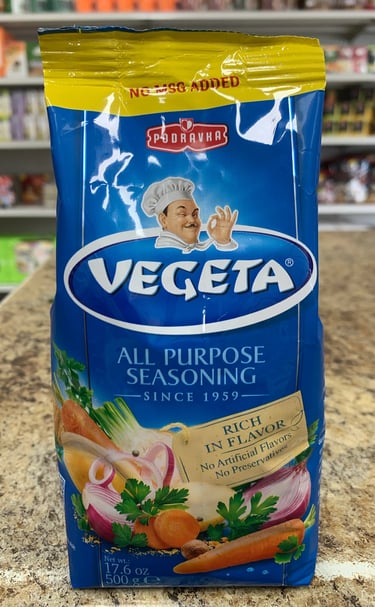 NO MSG ADDED
PODRAVKA
VEGETA®
ALL PURPOSE
SEASONING
SINCE 1959
RICH
IN FLAVOR
No Artificial Flavors
No Preservatives
Net wt.
17.6 oz
500 g ℮